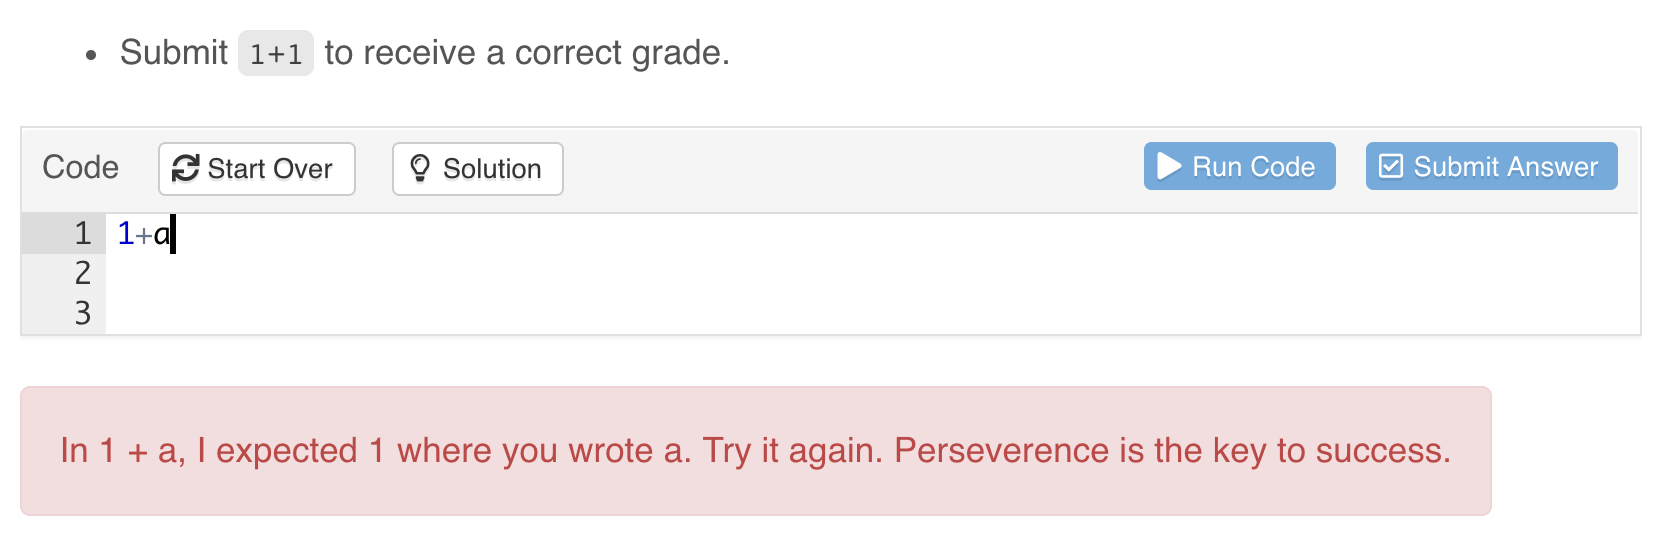 Submit 1+1 to receive a correct grade.
Code Start Over Solution Run Code Submit Answer
1 1+a
2
3
In 1 + a, I expected 1 where you wrote a. Try it again. Perseverence is the key to success.